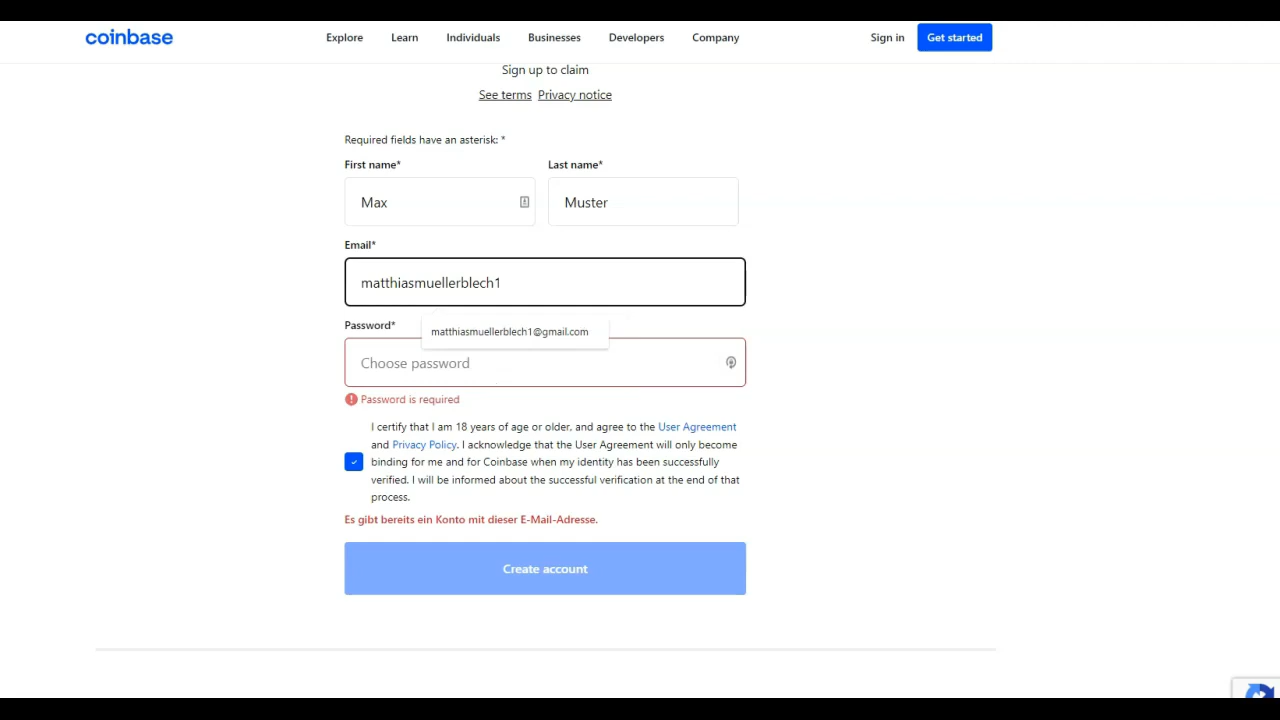 coinbase Explore Learn Individuals Businesses Developers Company Sign in Get started
Sign up to claim
See terms Privacy notice
Required fields have an asterisk: *
First name* Last name*
Max Muster
Email*
matthiasmuellerblech1
Password* matthiasmuellerblech1@gmail.com
Choose password
Password is required
I certify that I am 18 years of age or older, and agree to the User Agreement
and Privacy Policy. I acknowledge that the User Agreement will only become
binding for me and for Coinbase when my identity has been successfully
verified. I will be informed about the successful verification at the end of that
process.
Es gibt bereits ein Konto mit dieser E-Mail-Adresse.
Create account